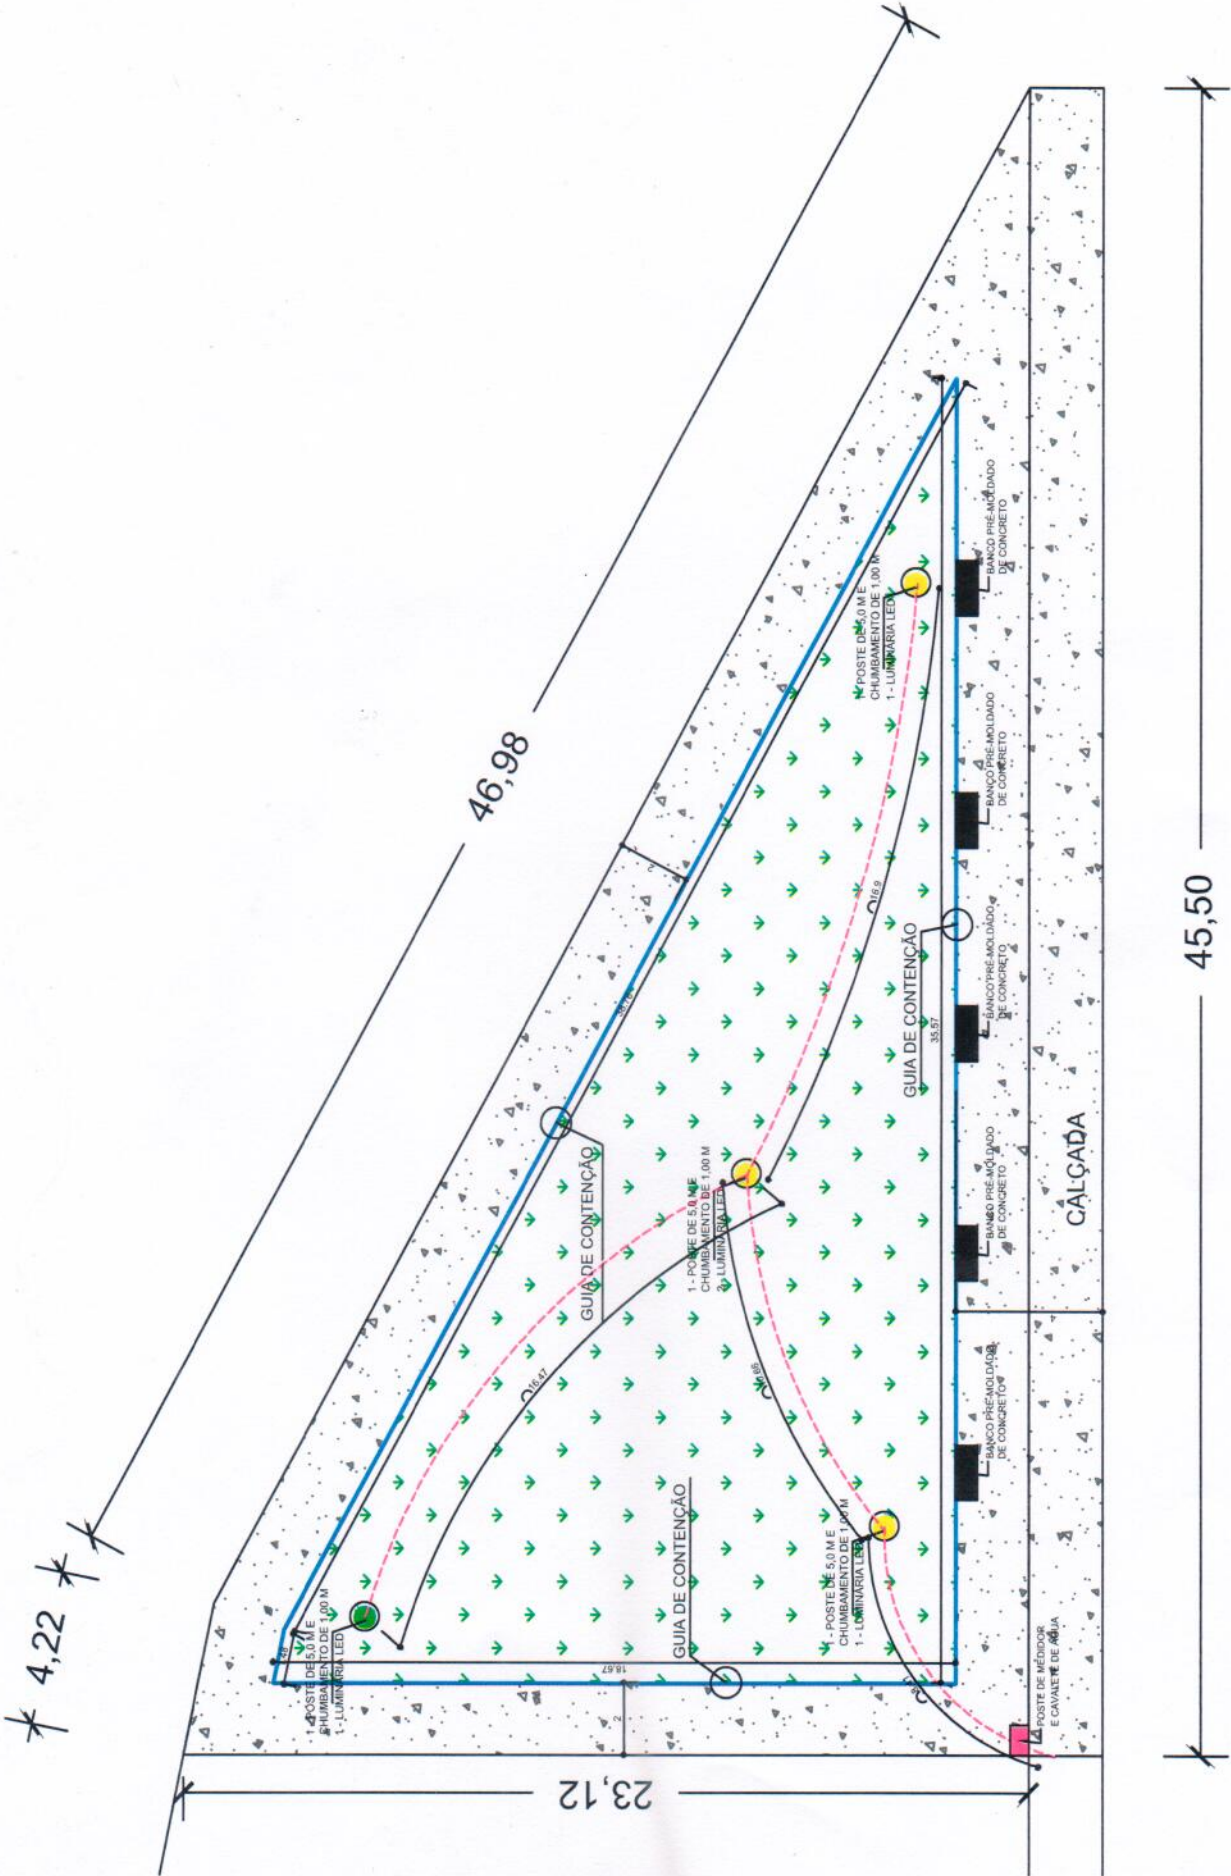 4,22
46,98
45,50
23,12
CALÇADA
GUIA DE CONTENÇÃO
GUIA DE CONTENÇÃO
GUIA DE CONTENÇÃO
35,57
18.67
16.47
16.9
2
2
1 - POSTE DE 5,0 M E
CHUMBAMENTO DE 1,00 M
1 - LUMINÁRIA LED
1 - POSTE DE 5,0 M E
CHUMBAMENTO DE 1,00 M
LUMINÁRIA LED
1 - POSTE DE 5,0 M E
CHUMBAMENTO DE 1,00 M
1 - LUMINÁRIA LED
1 - POSTE DE 5,0 M E
CHUMBAMENTO DE 1,00 M
1 - LUMINÁRIA LED
BANCO PRÉ-MOLDADO
DE CONCRETO
BANCO PRÉ-MOLDADO
DE CONCRETO
BANCO PRÉ-MOLDADO
DE CONCRETO
BANCO PRÉ-MOLDADO
DE CONCRETO
BANCO PRÉ-MOLDADO
DE CONCRETO
POSTE DE MEDIDOR
E CAVALETE DE ÁGUA